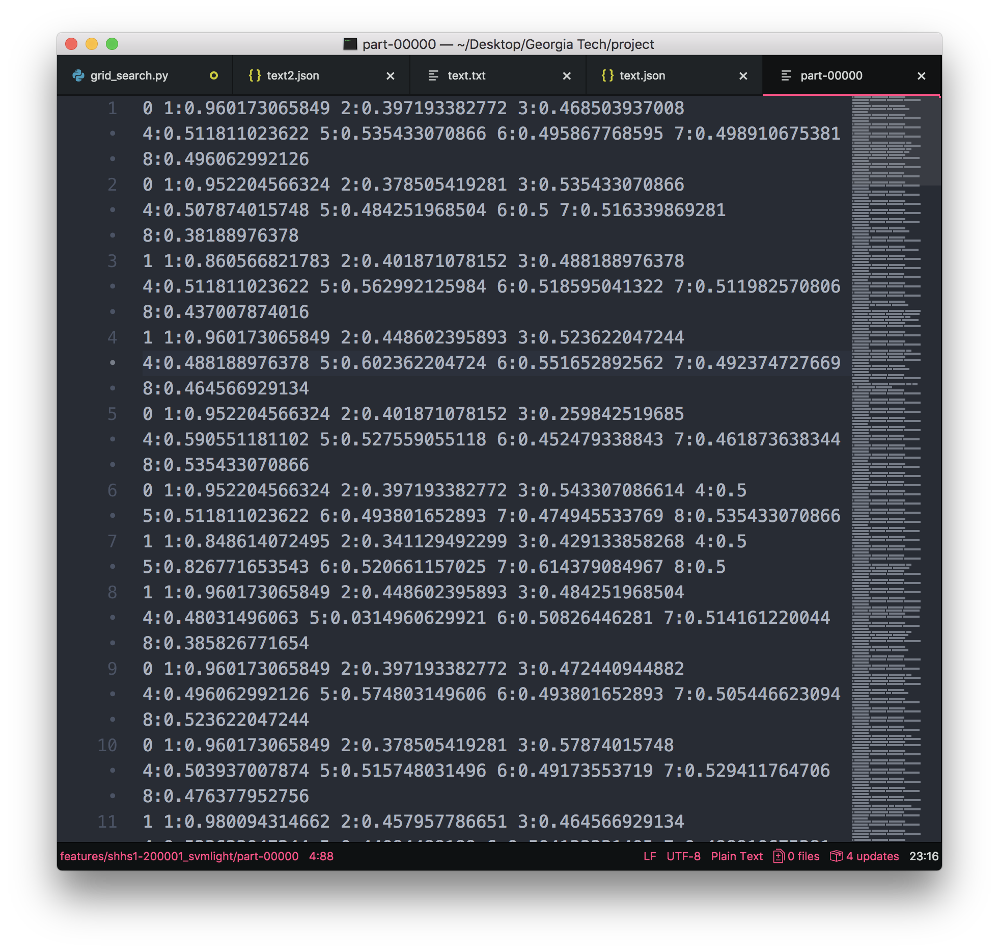 part-00000 — ~/Desktop/Georgia Tech/project
grid_search.py text2.json text.txt text.json part-00000
1 0 1:0.960173065849 2:0.397193382772 3:0.468503937008
• 4:0.511811023622 5:0.535433070866 6:0.495867768595 7:0.498910675381
• 8:0.496062992126
2 0 1:0.952204566324 2:0.378505419281 3:0.535433070866
• 4:0.507874015748 5:0.484251968504 6:0.5 7:0.516339869281
• 8:0.38188976378
3 1 1:0.860566821783 2:0.401871078152 3:0.488188976378
• 4:0.511811023622 5:0.562992125984 6:0.518595041322 7:0.511982570806
• 8:0.437007874016
4 1 1:0.960173065849 2:0.448602395893 3:0.523622047244
• 4:0.488188976378 5:0.602362204724 6:0.551652892562 7:0.492374727669
• 8:0.464566929134
5 0 1:0.952204566324 2:0.401871078152 3:0.259842519685
• 4:0.590551181102 5:0.527559055118 6:0.452479338843 7:0.461873638344
• 8:0.535433070866
6 0 1:0.952204566324 2:0.397193382772 3:0.543307086614 4:0.5
• 5:0.511811023622 6:0.493801652893 7:0.474945533769 8:0.535433070866
7 1 1:0.848614072495 2:0.341129492299 3:0.429133858268 4:0.5
• 5:0.826771653543 6:0.520661157025 7:0.614379084967 8:0.5
8 1 1:0.960173065849 2:0.448602395893 3:0.484251968504
• 4:0.48031496063 5:0.0314960629921 6:0.50826446281 7:0.514161220044
• 8:0.385826771654
9 0 1:0.960173065849 2:0.397193382772 3:0.472440944882
• 4:0.496062992126 5:0.574803149606 6:0.493801652893 7:0.505446623094
• 8:0.523622047244
10 0 1:0.960173065849 2:0.378505419281 3:0.57874015748
• 4:0.503937007874 5:0.515748031496 6:0.49173553719 7:0.529411764706
• 8:0.476377952756
11 1 1:0.980094314662 2:0.457957786651 3:0.464566929134
features/shhs1-200001_svmlight/part-00000 4:88 LF UTF-8 Plain Text 0 files 4 updates 23:16